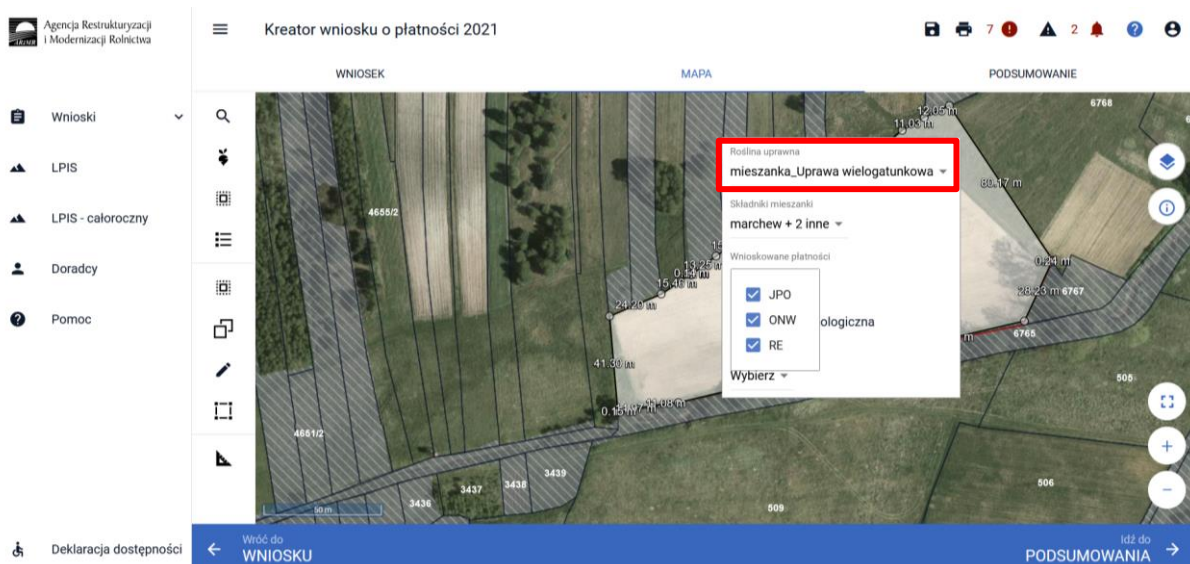 Agencja Restrukturyzacji
i Modernizacji Rolnictwa
ARiMR
Kreator wniosku o płatności 2021
7
2
WNIOSEK
MAPA
PODSUMOWANIE
Wnioski
LPIS
LPIS - całoroczny
Doradcy
Pomoc
Deklaracja dostępności
Roślina uprawna
mieszanka_Uprawa wielogatunkowa
Składniki mieszanki
marchew + 2 inne
Wnioskowane płatności
JPO
ONW
ologiczna
RE
Wybierz
12.05 m
11.03 m
6768
4655/2
13.25 m
0.14 m
15.46 m
24.20 m
0.24 m
28.23 m
6767
6765
m
41.30 m
505
4651/2
3439
3437
3438
3436
506
509
50 m
Wróć do
WNIOSKU
Idź do
PODSUMOWANIA